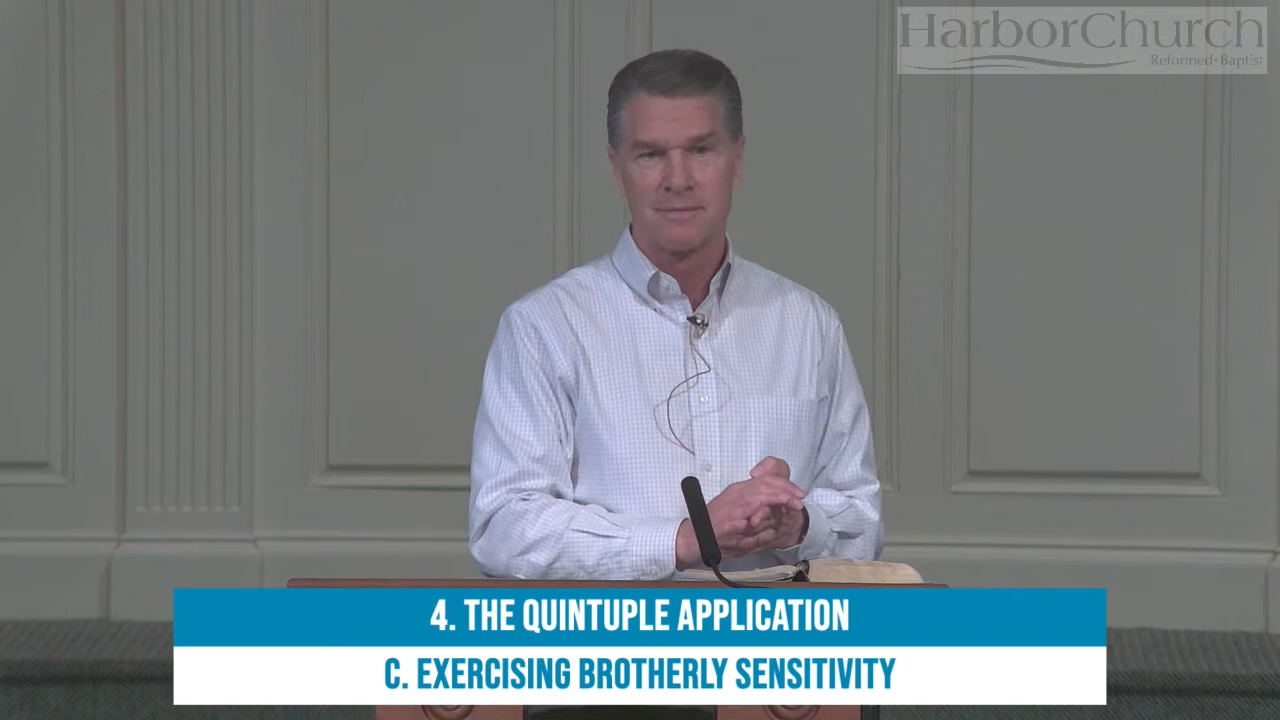 HarborChurch
Reformed•Baptist
4. THE QUINTUPLE APPLICATION
C. EXERCISING BROTHERLY SENSITIVITY